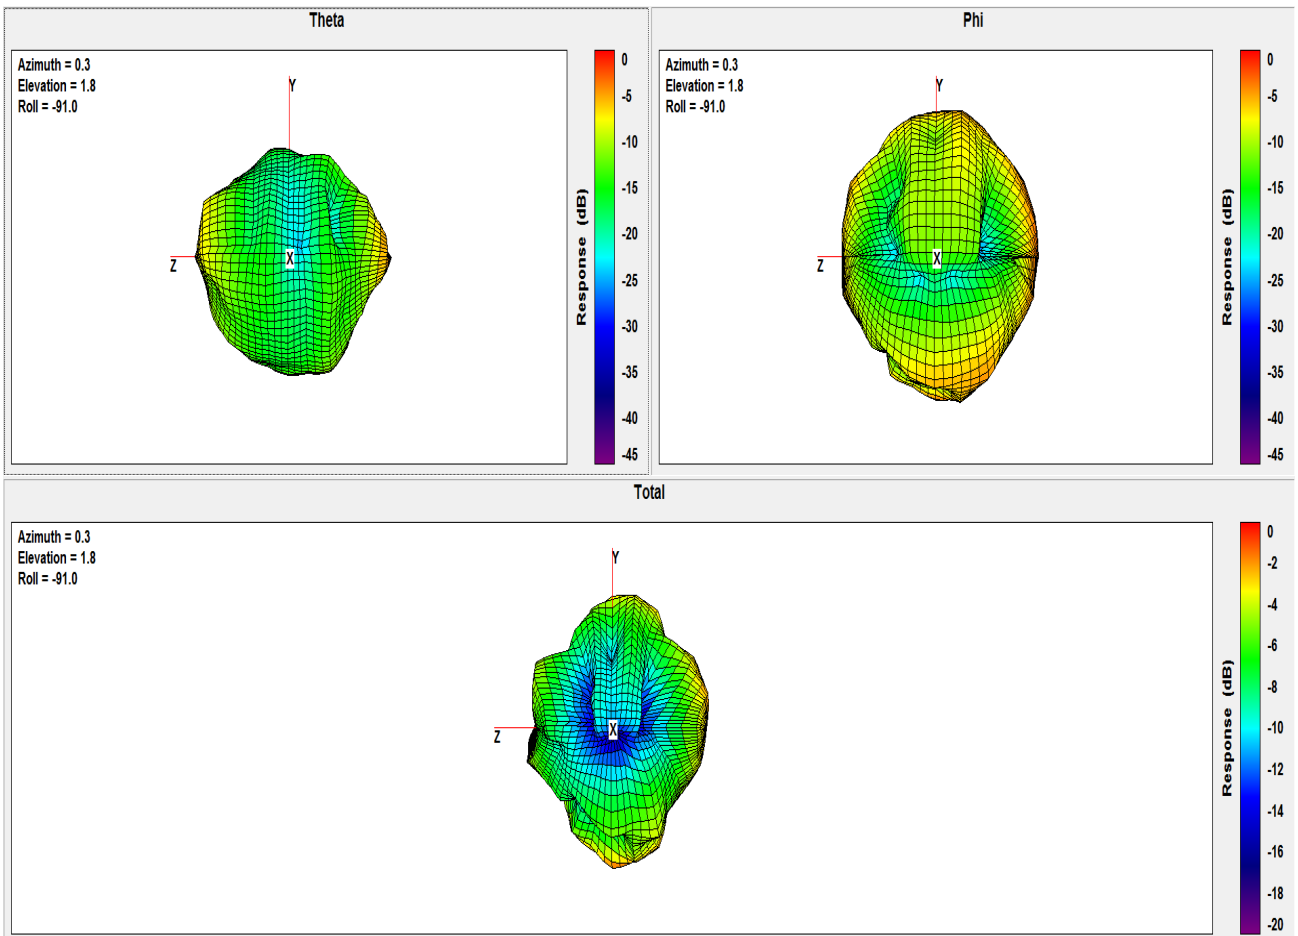 Theta
Azimuth = 0.3
Elevation = 1.8
Roll = -91.0
Y
Z
X
0
-5
-10
-15
-20
-25
-30
-35
-40
-45
Response (dB)
Phi
Azimuth = 0.3
Elevation = 1.8
Roll = -91.0
Y
Z
X
0
-5
-10
-15
-20
-25
-30
-35
-40
-45
Response (dB)
Total
Azimuth = 0.3
Elevation = 1.8
Roll = -91.0
Y
Z
X
0
-2
-4
-6
-8
-10
-12
-14
-16
-18
-20
Response (dB)